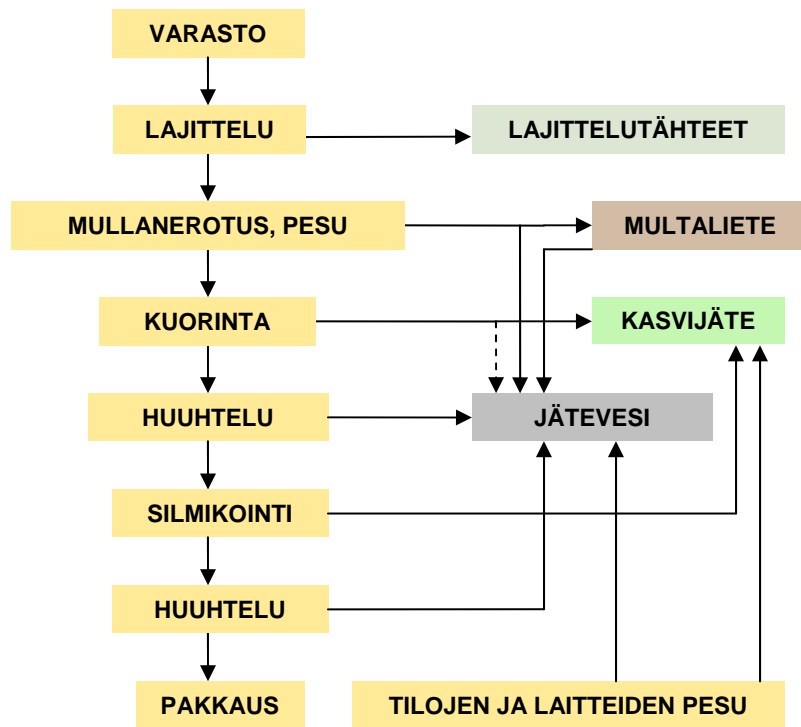 VARASTO
LAJITTELU
LAJITTELUTÄHTEET
MULLANEROTUS, PESU
MULTALIETE
KUORINTA
KASVIJÄTE
HUUHTELU
JÄTEVESI
SILMIKOINTI
HUUHTELU
PAKKAUS
TILOJEN JA LAITTEIDEN PESU